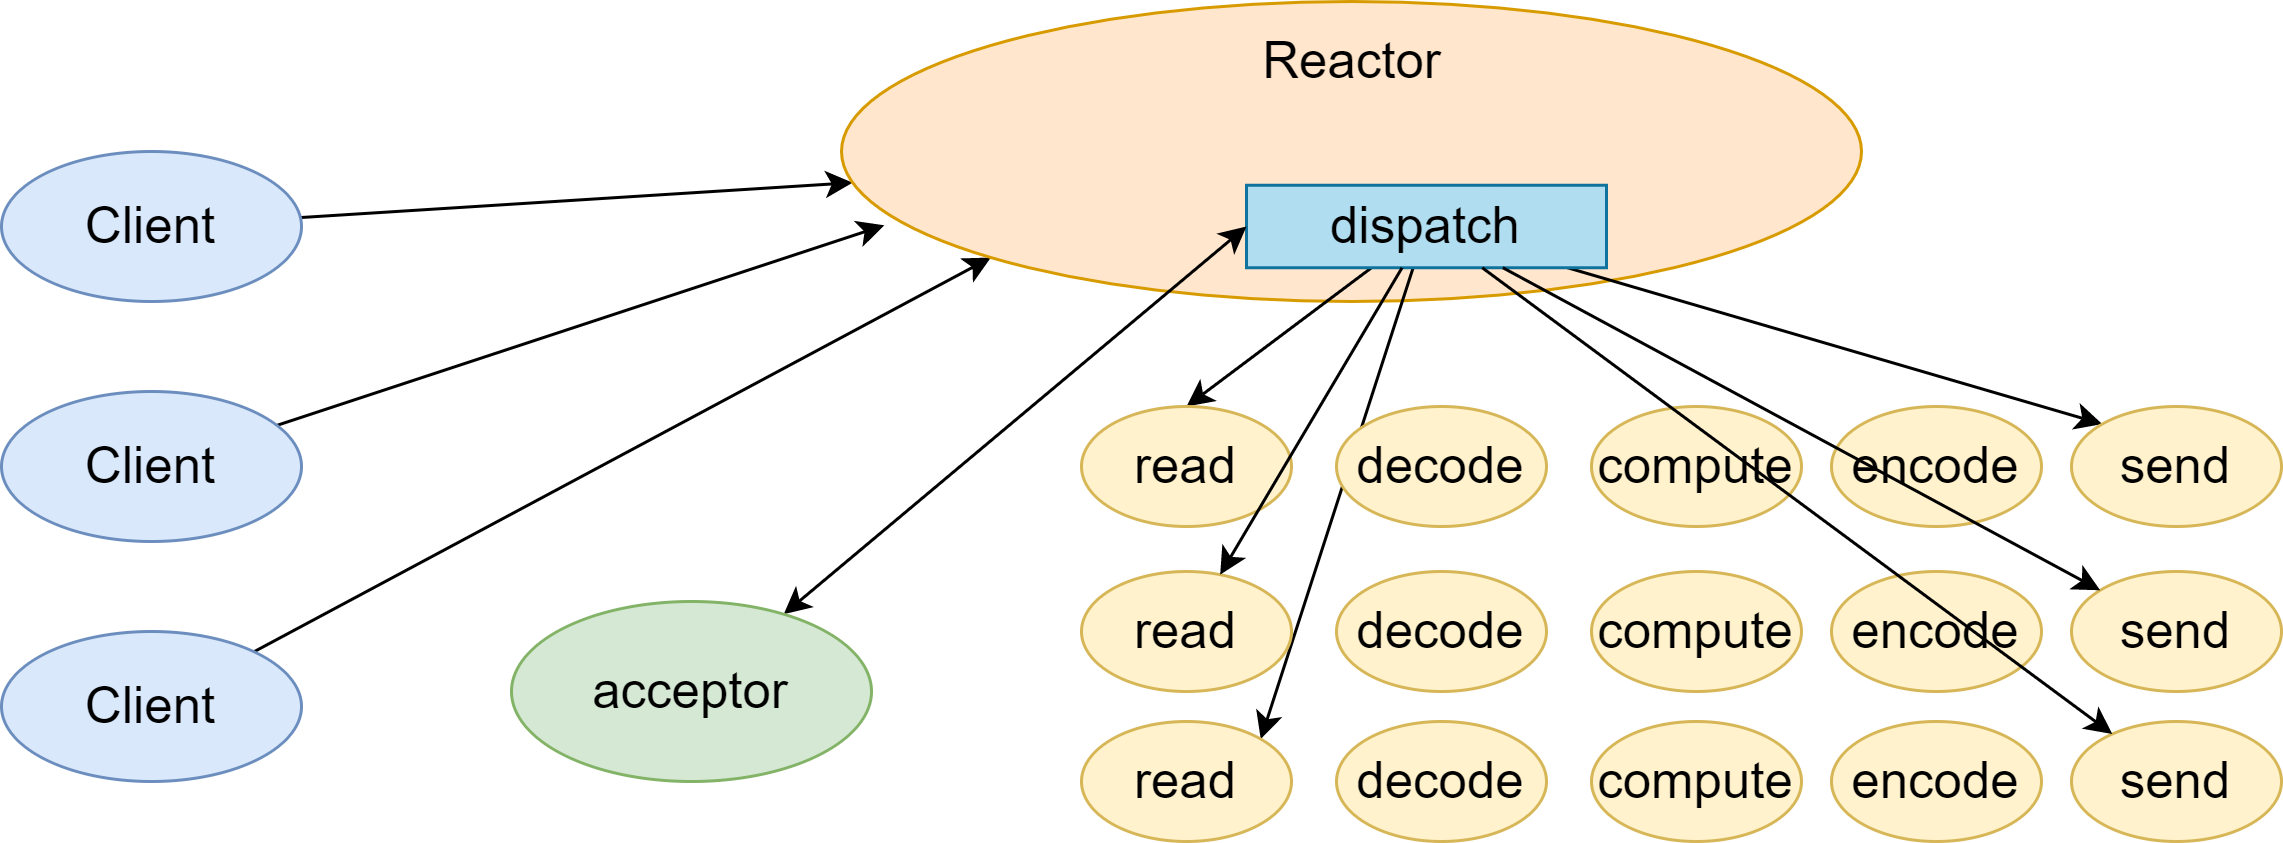 Reactor
dispatch
Client
Client
Client
acceptor
read decode compute encode send
read decode compute encode send
read decode compute encode send